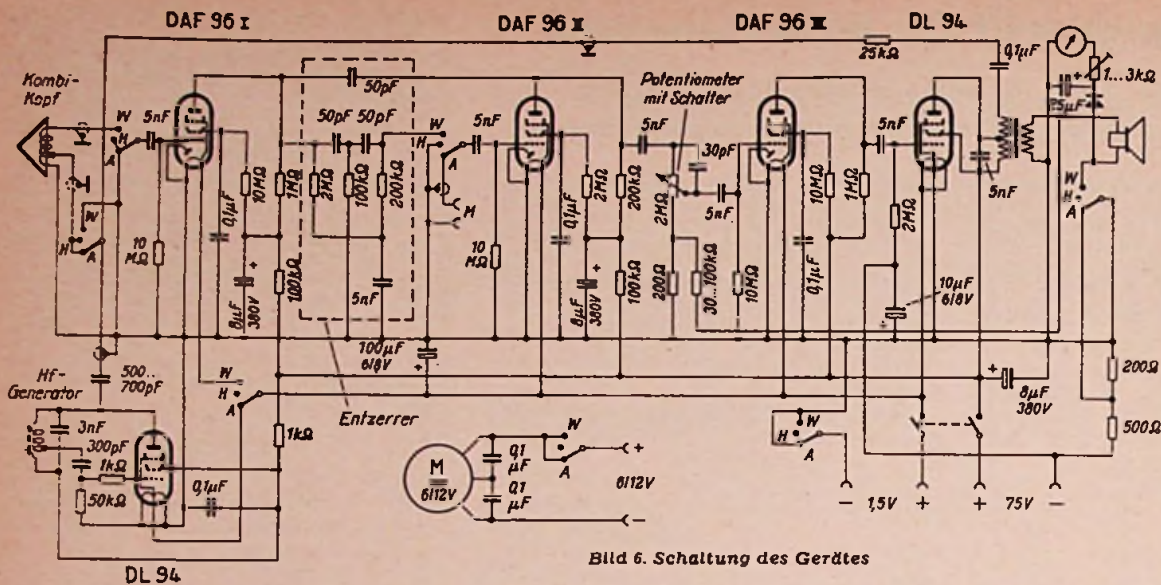 DAF 96 I
DAF 96 II
DAF 96 III
DL 94
Kombi-
Kopf
W
H
A
W
H
A
5nF
10
MΩ
0,1µF
10MΩ
8µF
380V
1MΩ
100kΩ
50pF
50pF 50pF
2MΩ
100kΩ
200kΩ
5nF
100µF
6/8V
Entzerrer
W
H
A
M
5nF
10
MΩ
0,1µF
2MΩ
8µF
380V
200kΩ
100kΩ
5nF
Potentiometer
mit Schalter
30pF
2MΩ
200Ω
30...100kΩ
5nF
10MΩ
0,1µF
10MΩ
1MΩ
25kΩ
5nF
2MΩ
10µF
6/8V
0,1µF
5nF
25µF
1...3kΩ
W
H
A
8µF
380V
200Ω
500Ω
Hf-
Generator
500...
700pF
3nF
300pF
1kΩ
50kΩ
0,1µF
DL 94
W
H
A
1kΩ
M
6/12V
0,1
µF
0,1
µF
W
A
+
6/12V
−
W
H
A
− 1,5V + + 75V −
Bild 6. Schaltung des Gerätes